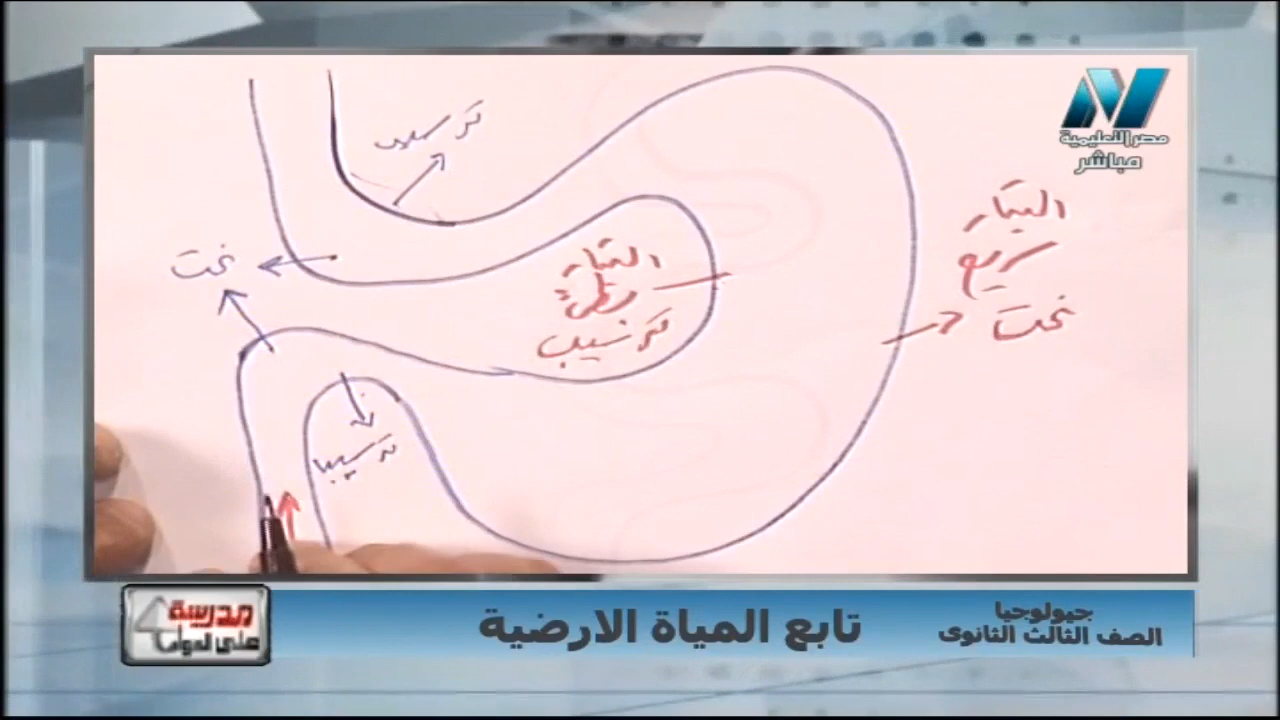 مصر التعليمية
مباشر
ترسيب
نحت
التيار
بطئ
ترسيب
التيار
سريع
نحت
ترسيب
جيولوجيا
الصف الثالث الثانوى
تابع المياة الارضية
مدرسة
على الهواء